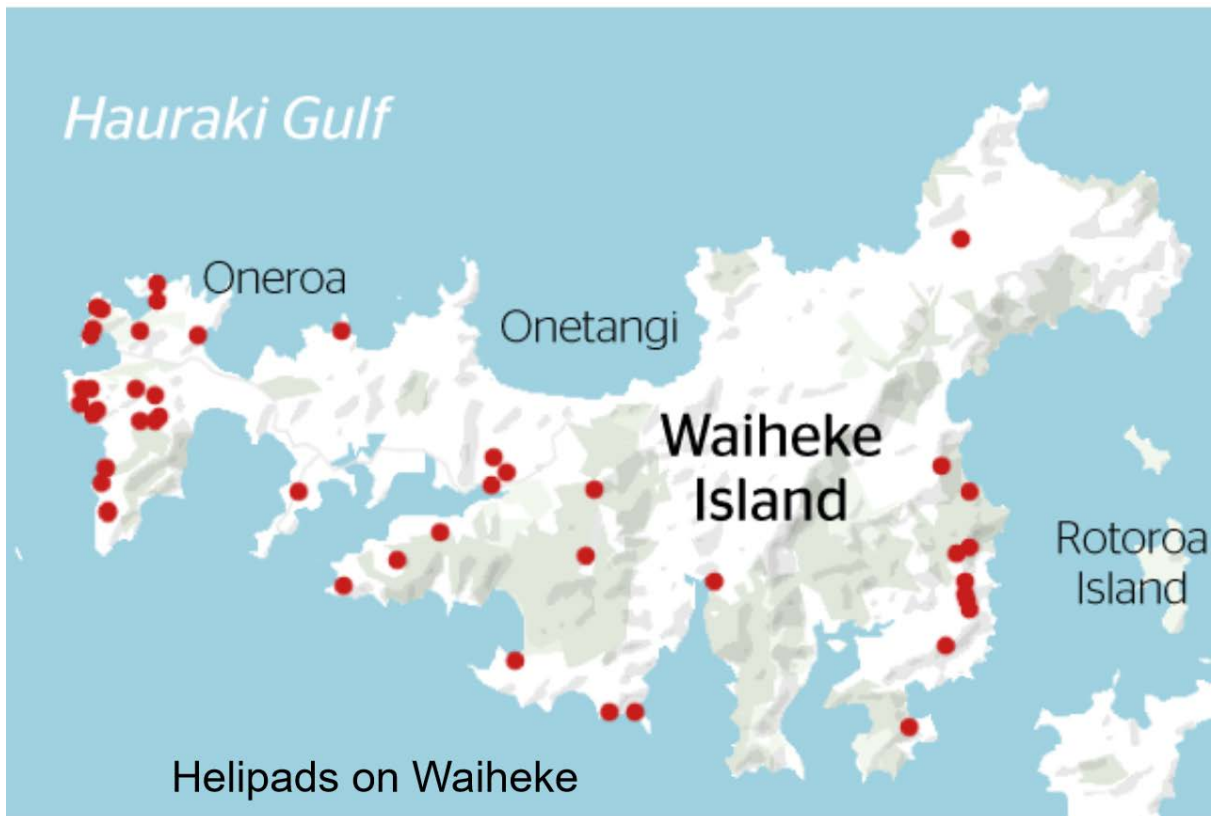 Hauraki Gulf
Oneroa
Onetangi
Waiheke
Island
Rotoroa
Island
Helipads on Waiheke